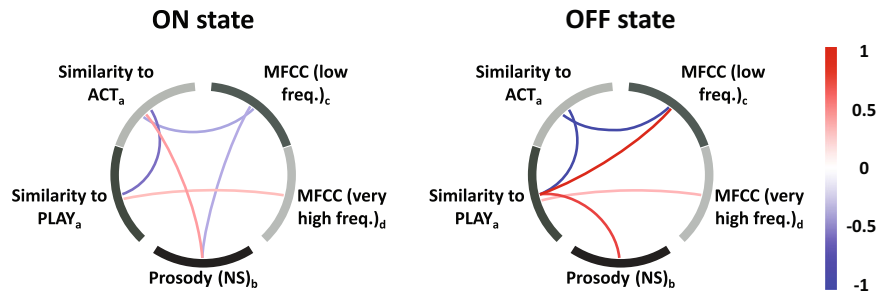 ON state
Similarity to
ACTa
MFCC (low
freq.)c
Similarity to
PLAYa
MFCC (very
high freq.)d
Prosody (NS)b
OFF state
Similarity to
ACTa
MFCC (low
freq.)c
Similarity to
PLAYa
MFCC (very
high freq.)d
Prosody (NS)b
1
0.5
0
-0.5
-1